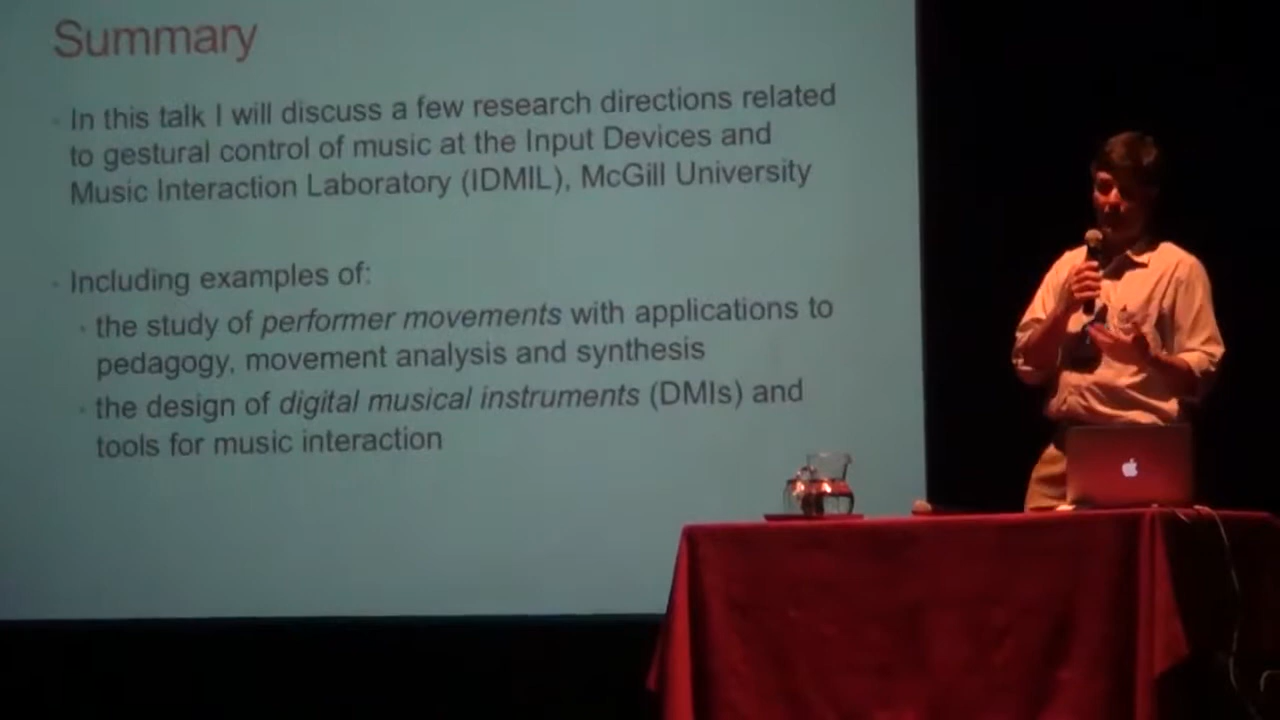 Summary
In this talk I will discuss a few research directions related
to gestural control of music at the Input Devices and
Music Interaction Laboratory (IDMIL), McGill University
Including examples of:
the study of performer movements with applications to
pedagogy, movement analysis and synthesis
the design of digital musical instruments (DMIs) and
tools for music interaction